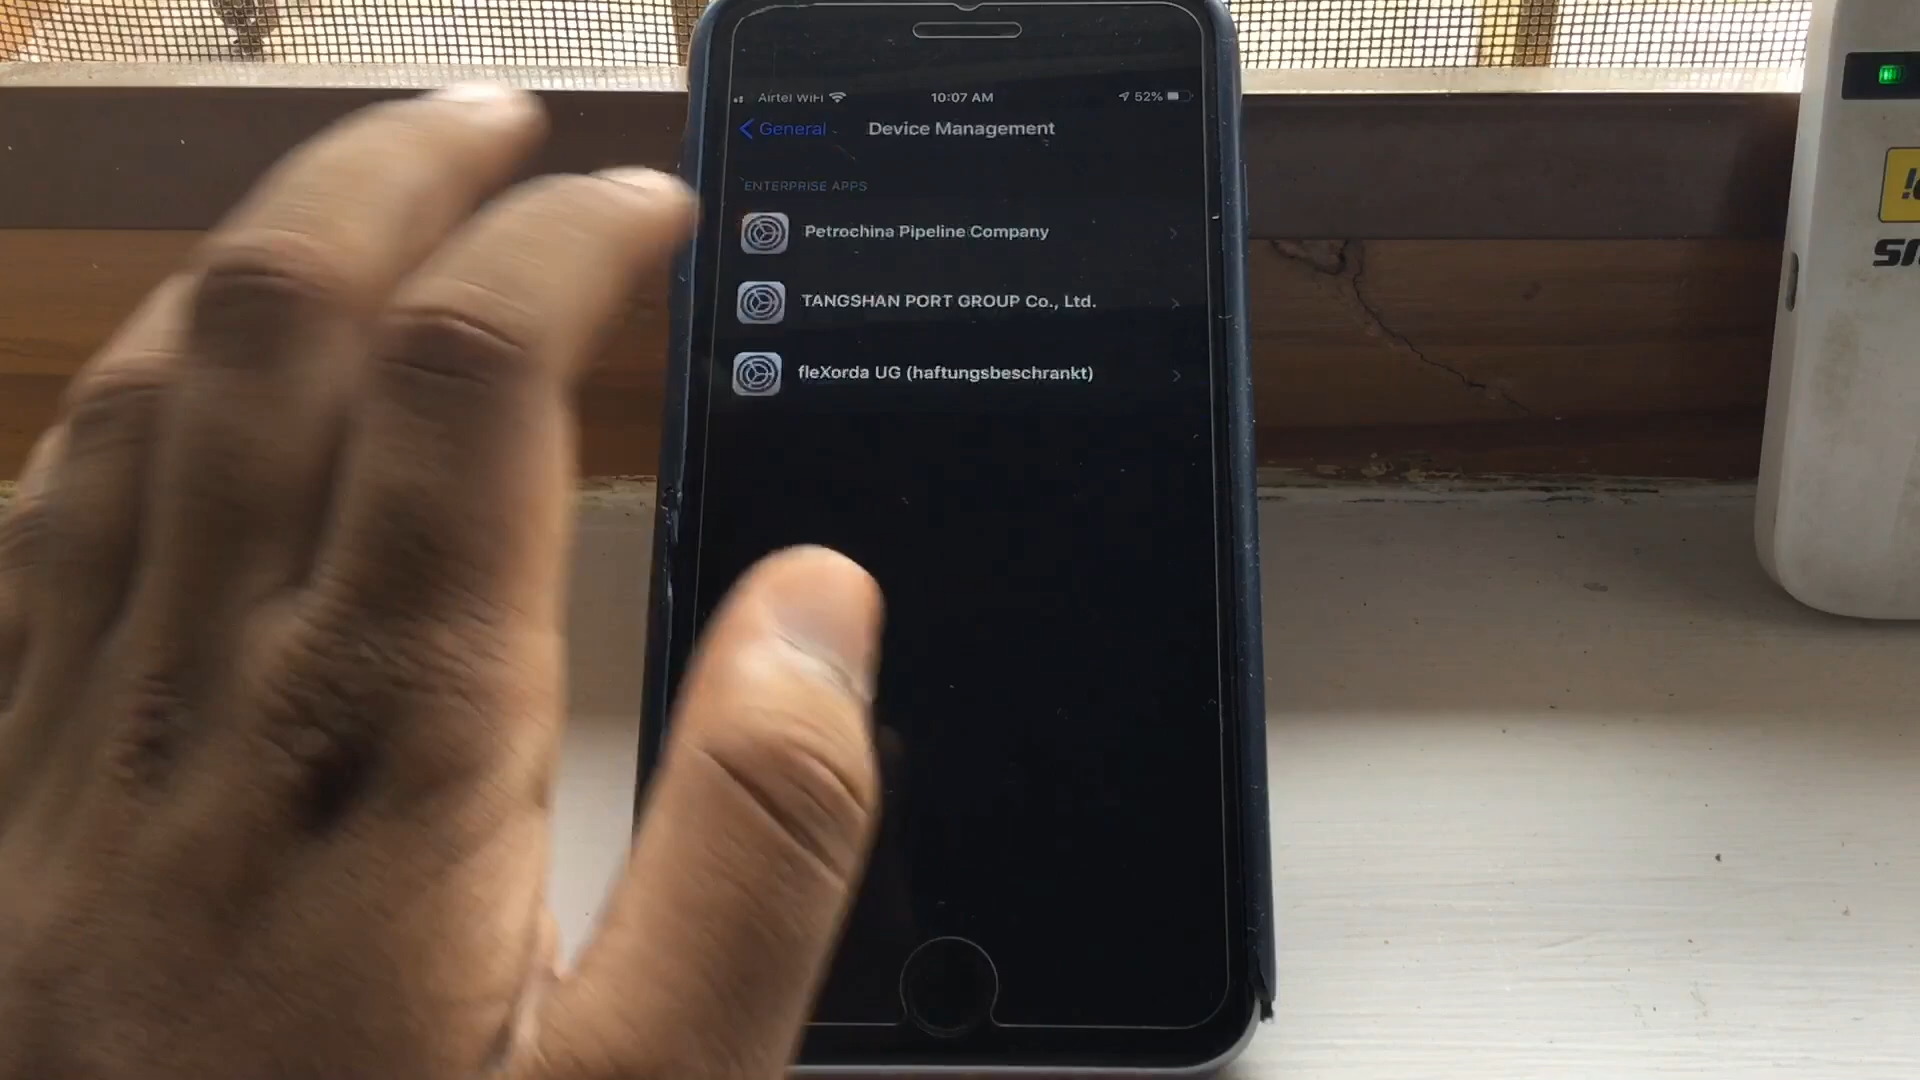 Airtel WiFi 10:07 AM 52%
General Device Management
ENTERPRISE APPS
Petrochina Pipeline Company
TANGSHAN PORT GROUP Co., Ltd.
fleXorda UG (haftungsbeschrankt)